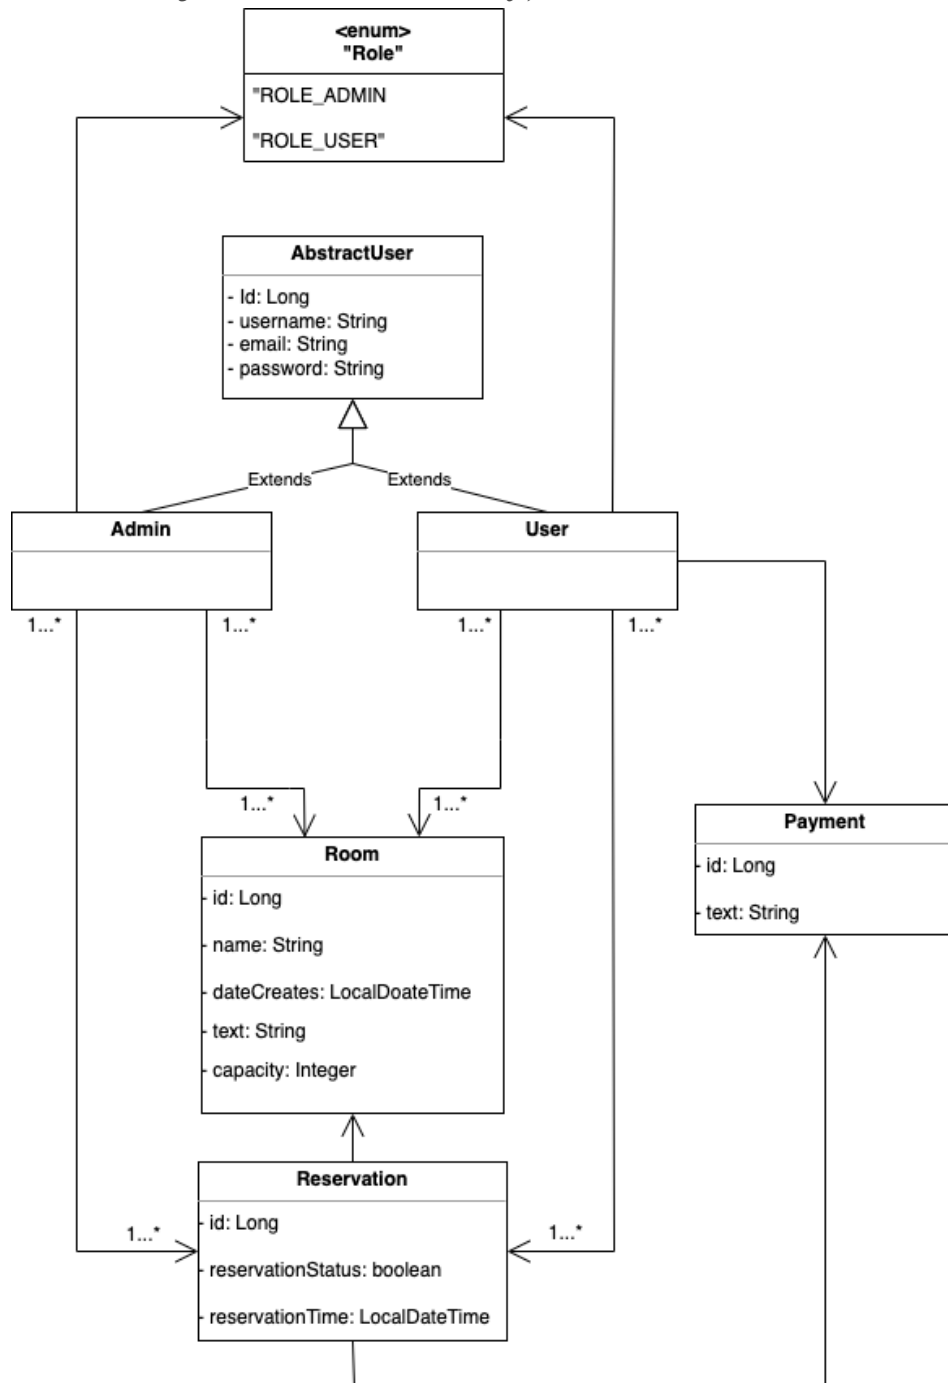 <enum>
"Role"
"ROLE_ADMIN
"ROLE_USER"
AbstractUser
- Id: Long
- username: String
- email: String
- password: String
Extends
Extends
Admin
User
1...*
1...*
1...*
1...*
1...*
1...*
Payment
- id: Long
- text: String
Room
- id: Long
- name: String
- dateCreates: LocalDoateTime
- text: String
- capacity: Integer
Reservation
- id: Long
1...*
1...*
- reservationStatus: boolean
- reservationTime: LocalDateTime